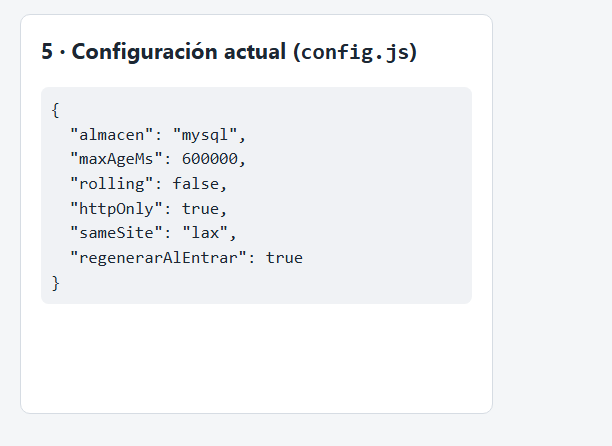 5 · Configuración actual (config.js)
{
  "almacen": "mysql",
  "maxAgeMs": 600000,
  "rolling": false,
  "httpOnly": true,
  "sameSite": "lax",
  "regenerarAlEntrar": true
}